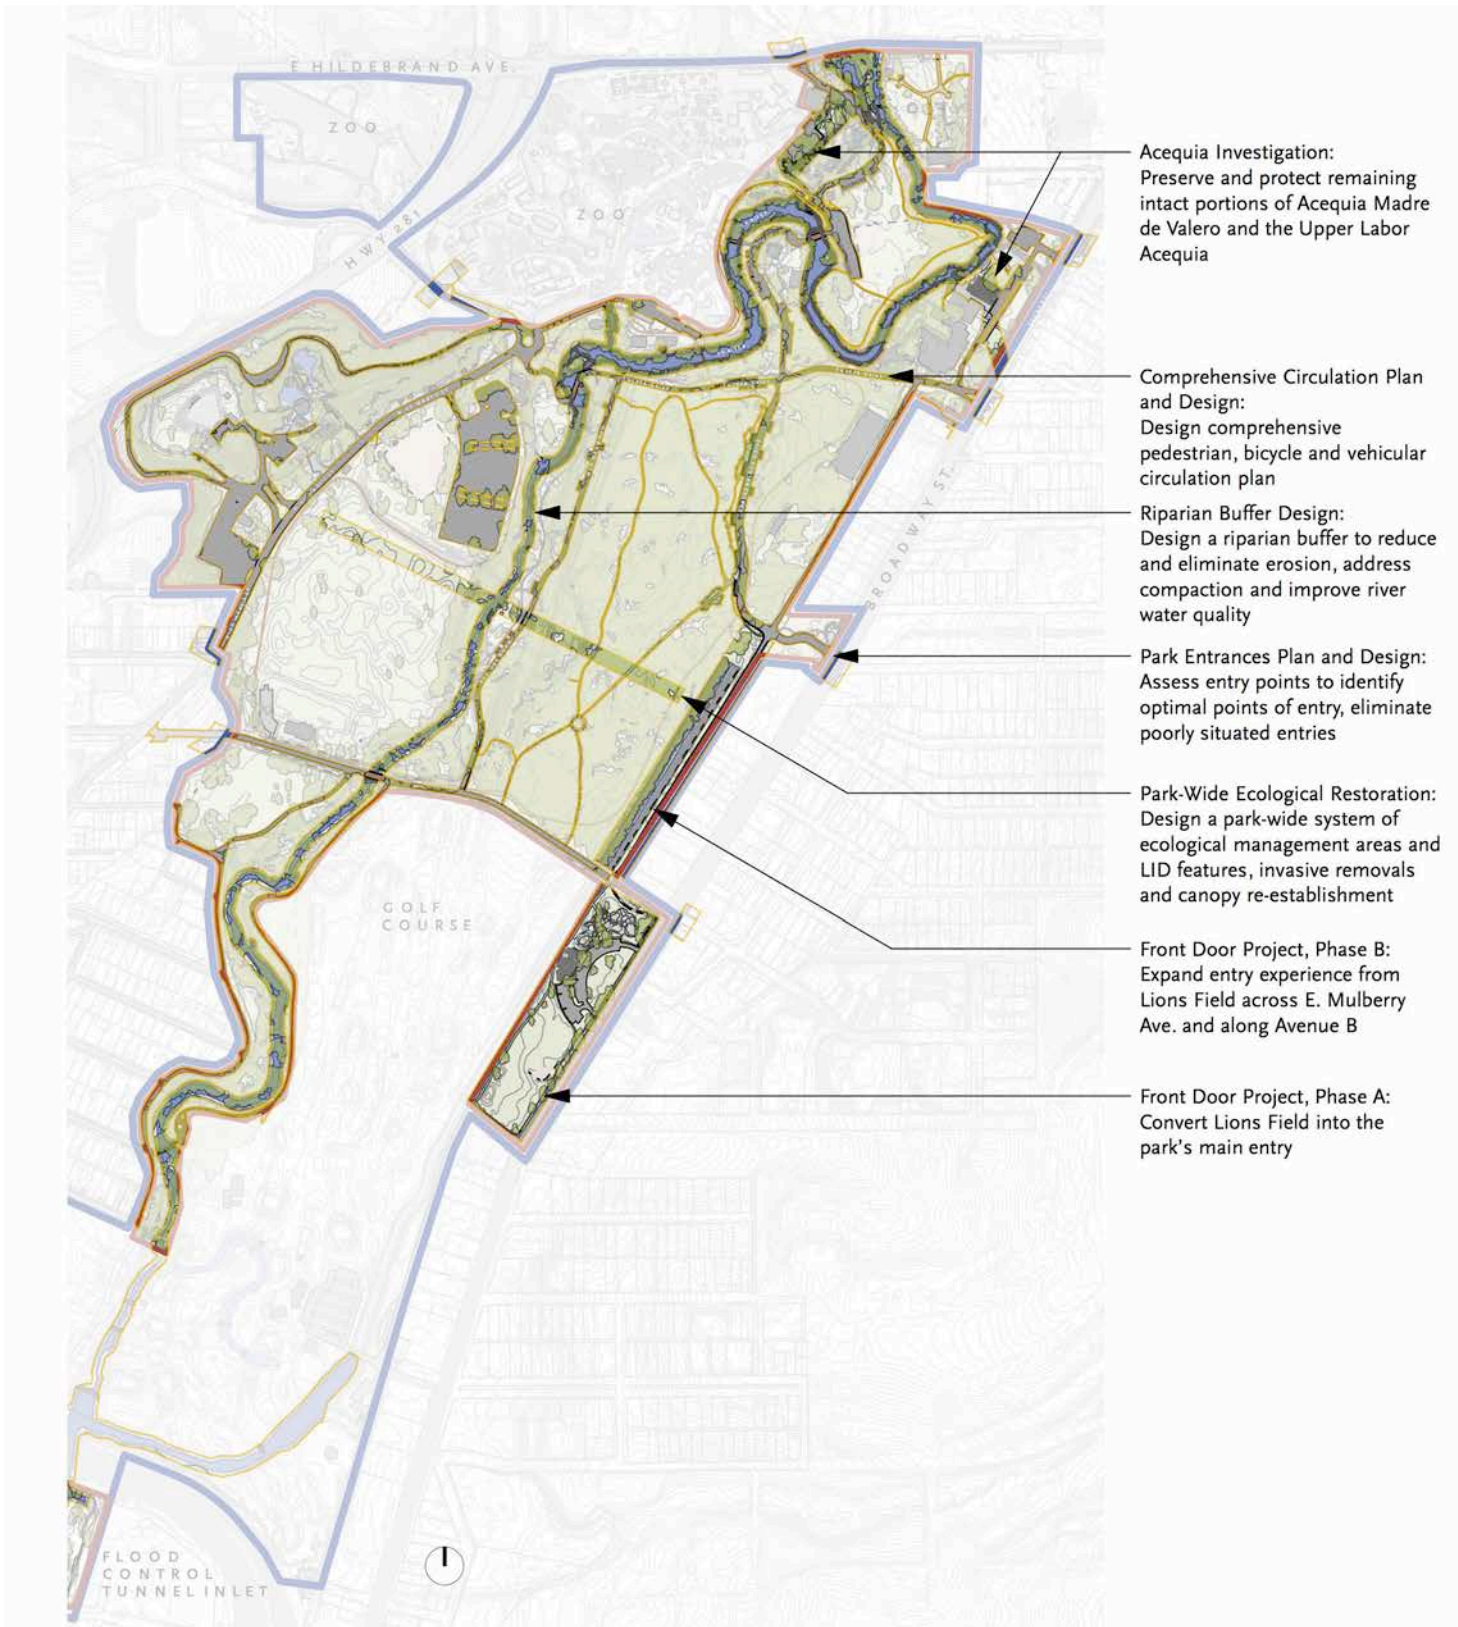 E HILDEBRAND AVE.
ZOO
ZOO
HWY 281
BROADWAY ST.
GOLF
COURSE
FLOOD
CONTROL
TUNNEL INLET
Acequia Investigation:
Preserve and protect remaining
intact portions of Acequia Madre
de Valero and the Upper Labor
Acequia
Comprehensive Circulation Plan
and Design:
Design comprehensive
pedestrian, bicycle and vehicular
circulation plan
Riparian Buffer Design:
Design a riparian buffer to reduce
and eliminate erosion, address
compaction and improve river
water quality
Park Entrances Plan and Design:
Assess entry points to identify
optimal points of entry, eliminate
poorly situated entries
Park-Wide Ecological Restoration:
Design a park-wide system of
ecological management areas and
LID features, invasive removals
and canopy re-establishment
Front Door Project, Phase B:
Expand entry experience from
Lions Field across E. Mulberry
Ave. and along Avenue B
Front Door Project, Phase A:
Convert Lions Field into the
park's main entry